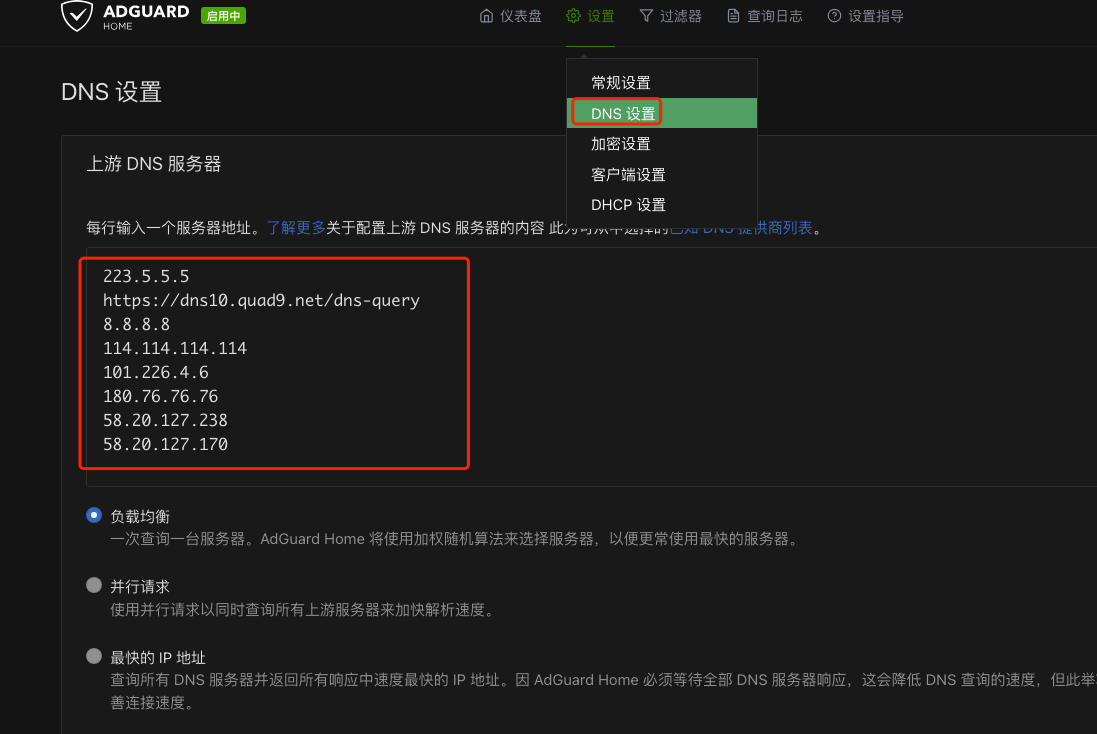 ADGUARD
HOME
启用中
仪表盘
设置
过滤器
查询日志
设置指导
常规设置
DNS 设置
加密设置
客户端设置
DHCP 设置
DNS 设置
上游 DNS 服务器
每行输入一个服务器地址。了解更多关于配置上游 DNS 服务器的内容 此为可从中选择的已知 DNS 提供商列表。
223.5.5.5
https://dns10.quad9.net/dns-query
8.8.8.8
114.114.114.114
101.226.4.6
180.76.76.76
58.20.127.238
58.20.127.170
负载均衡
一次查询一台服务器。AdGuard Home 将使用加权随机算法来选择服务器，以便更常使用最快的服务器。
并行请求
使用并行请求以同时查询所有上游服务器来加快解析速度。
最快的 IP 地址
查询所有 DNS 服务器并返回所有响应中速度最快的 IP 地址。因 AdGuard Home 必须等待全部 DNS 服务器响应，这会降低 DNS 查询的速度，但此举
善连接速度。